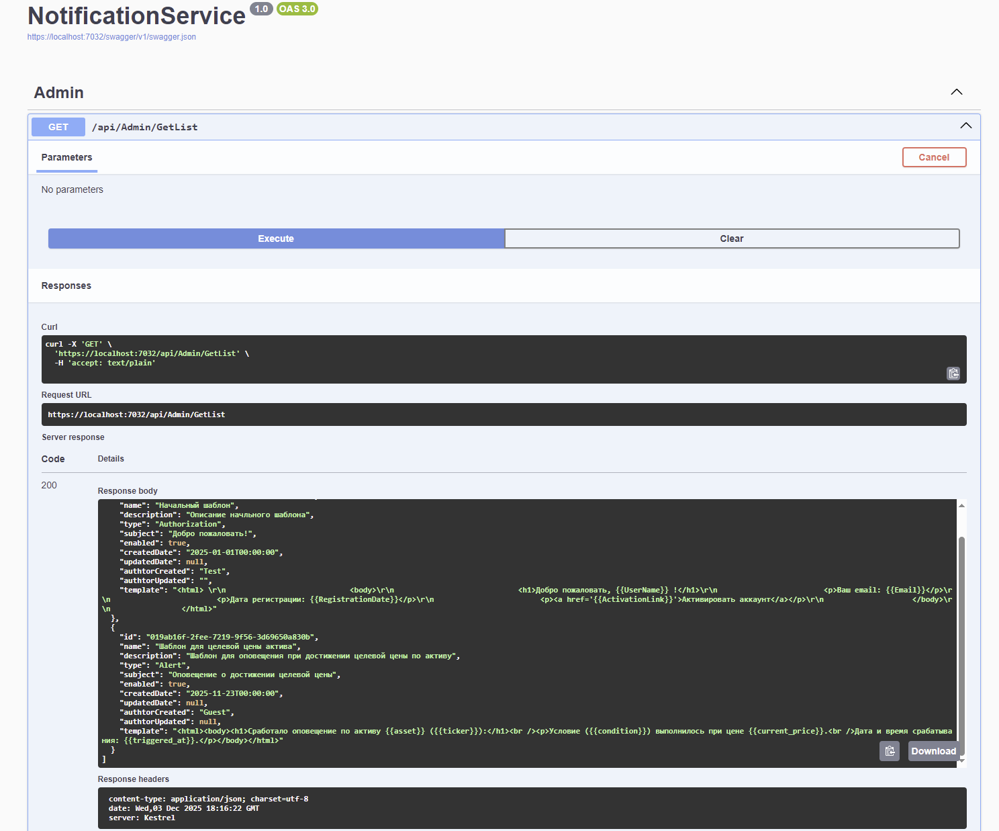 NotificationService 1.0 OAS 3.0
https://localhost:7032/swagger/v1/swagger.json
Admin
GET /api/Admin/GetList
Parameters
Cancel
No parameters
Execute
Clear
Responses
Curl
curl -X 'GET' \
'https://localhost:7032/api/Admin/GetList' \
-H 'accept: text/plain'
Request URL
https://localhost:7032/api/Admin/GetList
Server response
Code Details
200
Response body
"name": "Начальный шаблон",
"description": "Описание начльного шаблона",
"type": "Authorization",
"subject": "Добро пожаловать!",
"enabled": true,
"createdDate": "2025-01-01T00:00:00",
"updatedDate": null,
"authtorCreated": "Test",
"authtorUpdated": "",
"template": "<html> \r\n <body>\r\n <h1>Добро пожаловать, {{UserName}} !</h1>\r\n <p>Ваш email: {{Email}}</p>\r
\n <p>Дата регистрации: {{RegistrationDate}}</p>\r\n <p><a href='{{ActivationLink}}'>Активировать аккаунт</a></p>\r\n </body>\r
\n </html>"
},
{
"id": "019ab16f-2fee-7219-9f56-3d69650a830b",
"name": "Шаблон для целевой цены актива",
"description": "Шаблон для оповещения при достижении целевой цены по активу",
"type": "Alert",
"subject": "Оповещение о достижении целевой цены",
"enabled": true,
"createdDate": "2025-11-23T00:00:00",
"updatedDate": null,
"authtorCreated": "Guest",
"authtorUpdated": null,
"template": "<html><body><h1>Сработало оповещение по активу {{asset}} ({{ticker}}):</h1><br /><p>Условие ({{condition}}) выполнилось при цене {{current_price}}.<br />Дата и время срабатыва
ния: {{triggered_at}}.</p></body></html>"
}
]
Download
Response headers
content-type: application/json; charset=utf-8
date: Wed,03 Dec 2025 18:16:22 GMT
server: Kestrel